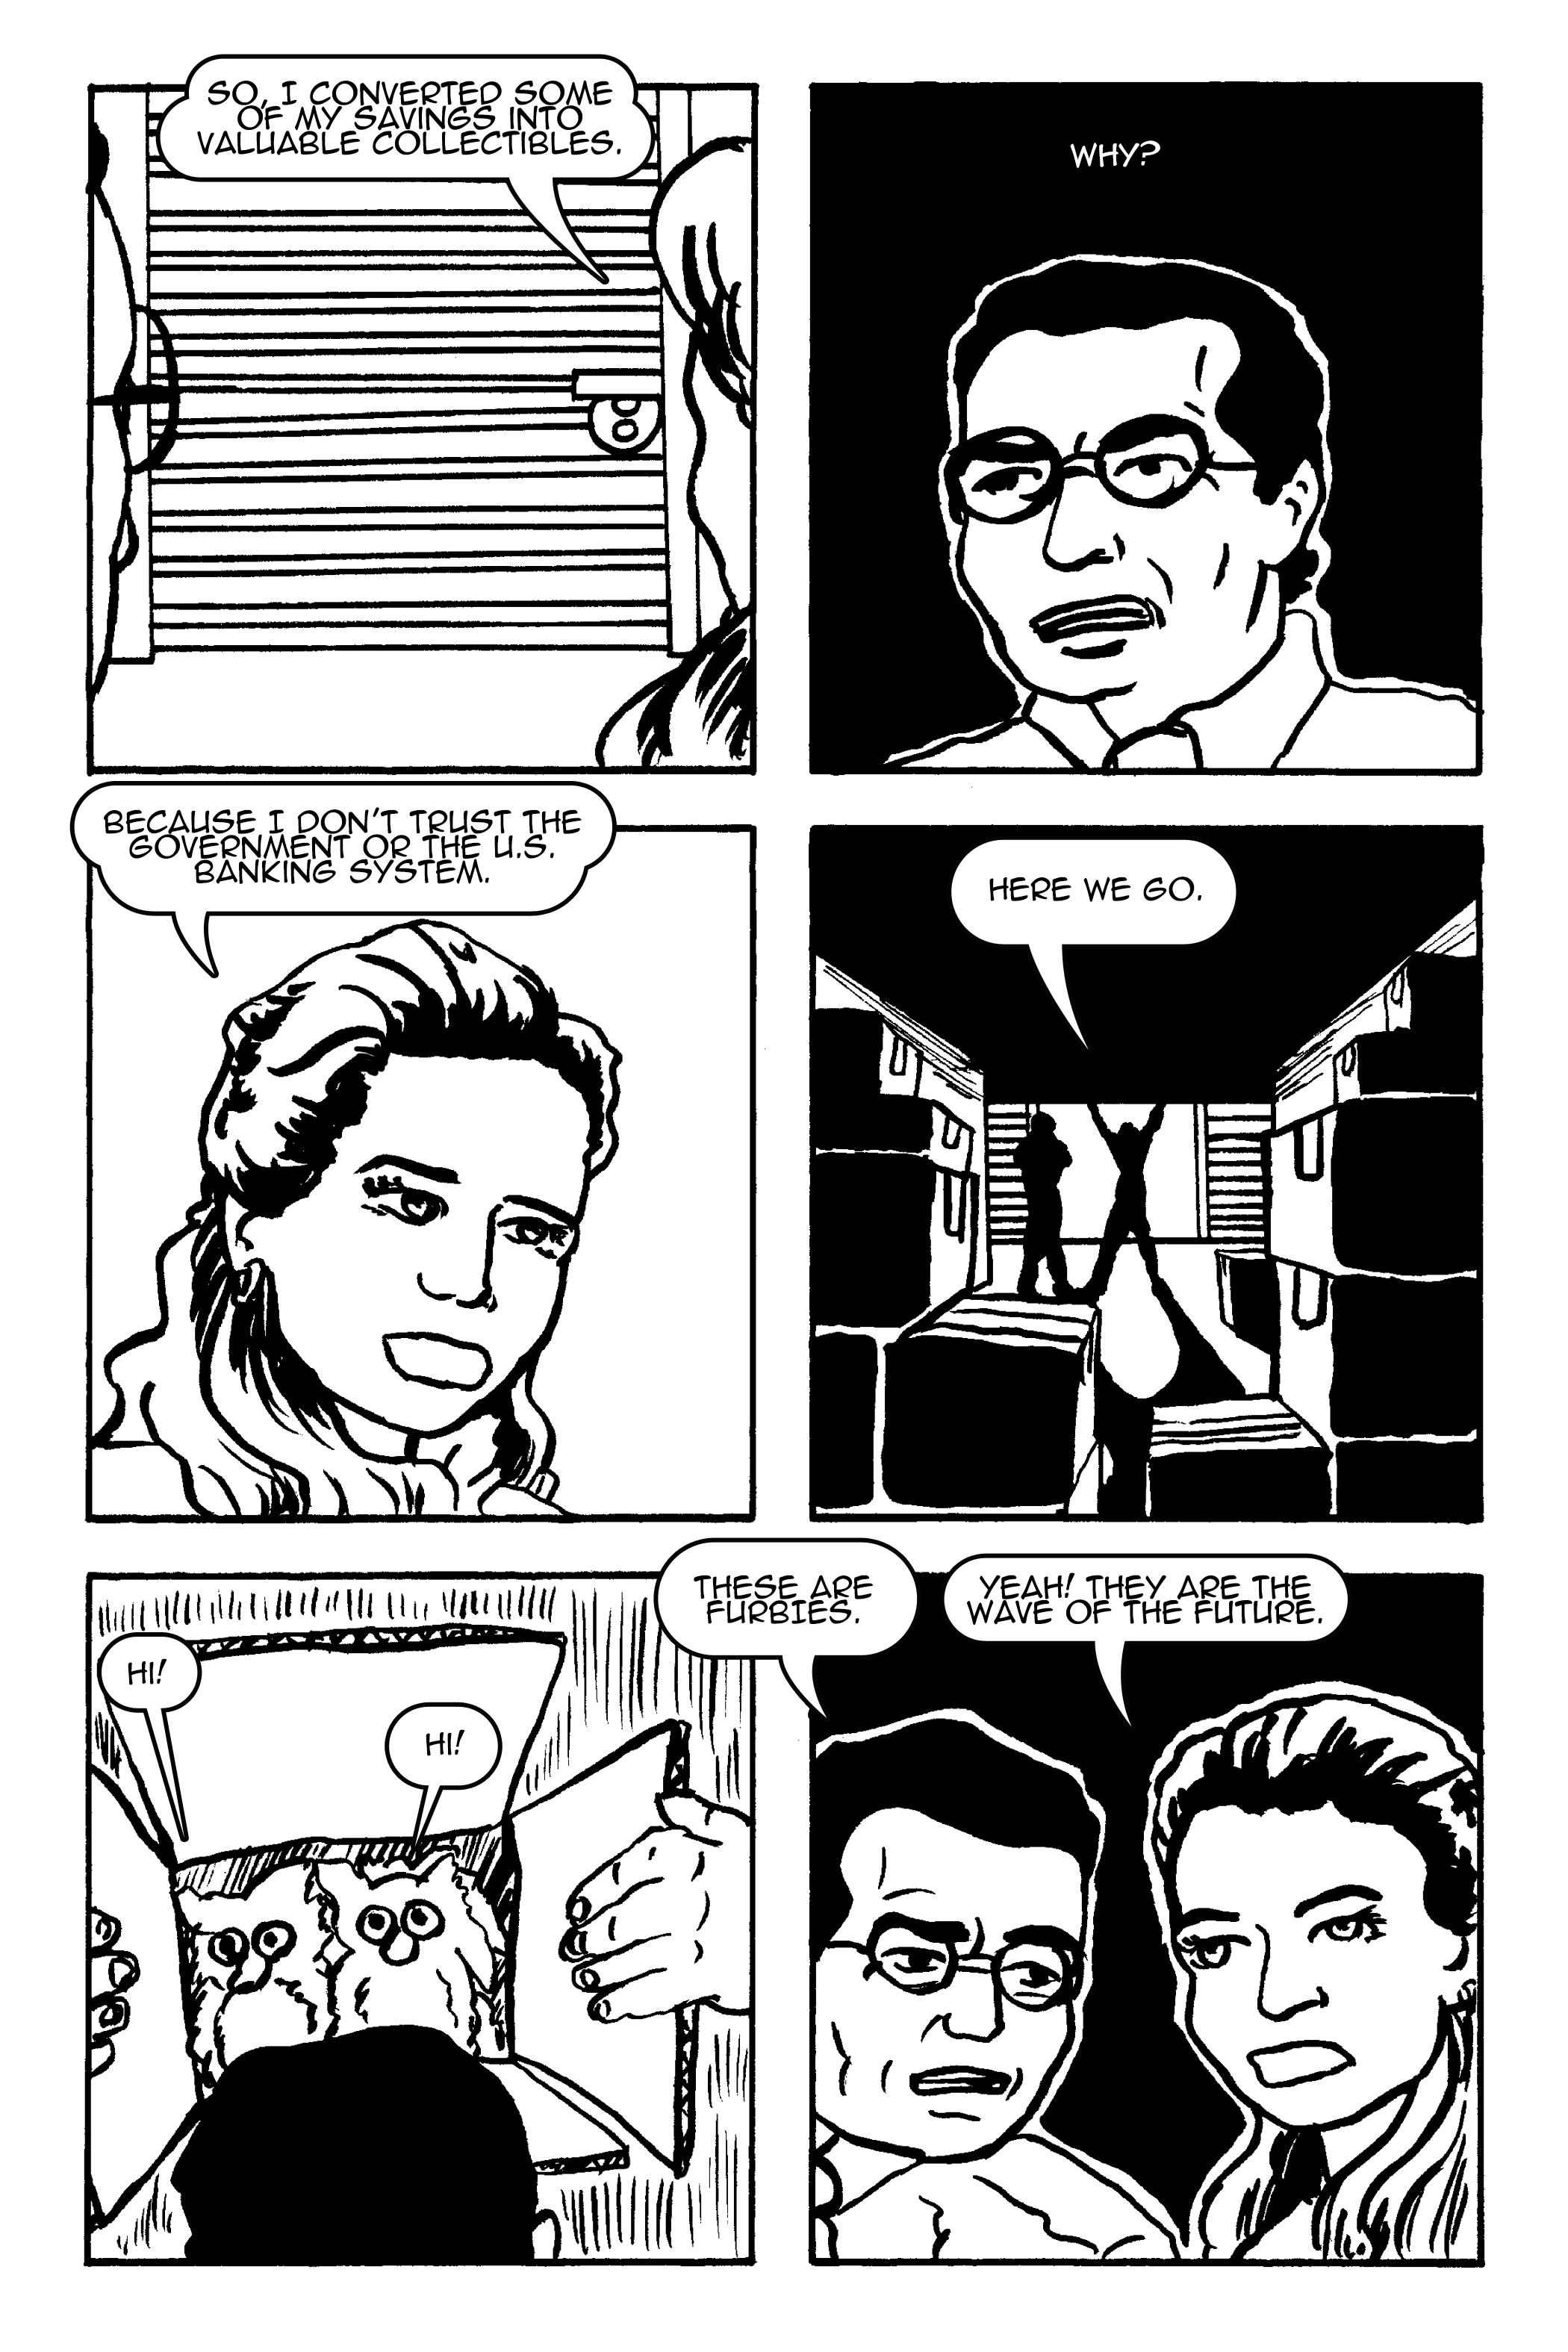 SO, I CONVERTED SOME
OF MY SAVINGS INTO
VALUABLE COLLECTIBLES.
8
WHY?
BECAUSE I DON'T TRUST THE
GOVERNMENT OR THE U.S.
BANKING SYSTEM.
HERE WE GO.
HI!
HI!
THESE ARE
FURBIES.
YEAH! THEY ARE THE
WAVE OF THE FUTURE.